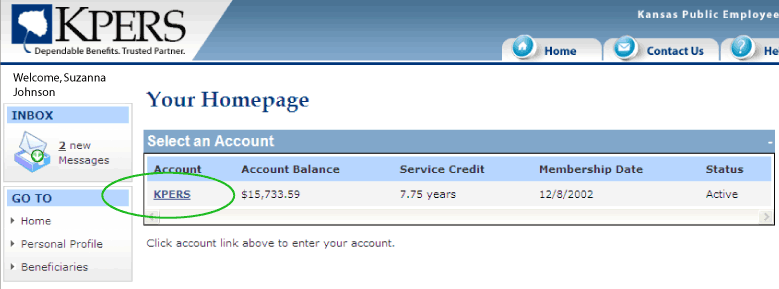 KPERS
Dependable Benefits. Trusted Partner.
Kansas Public Employee
Home
Contact Us
He
Welcome, Suzanna
Johnson
INBOX
2 new
Messages
GO TO
Home
Personal Profile
Beneficiaries
Your Homepage
Select an Account -
Account Account Balance Service Credit Membership Date Status
KPERS $15,733.59 7.75 years 12/8/2002 Active
Click account link above to enter your account.